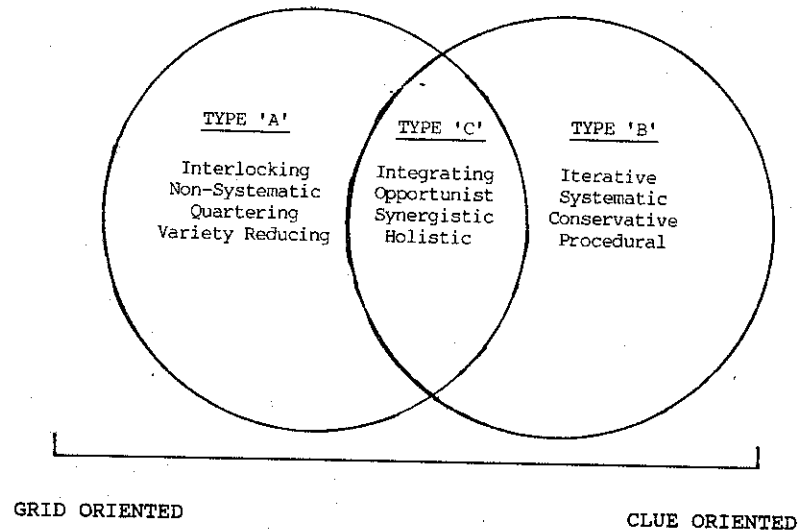 TYPE 'A'
Interlocking
Non-Systematic
Quartering
Variety Reducing
TYPE 'C'
Integrating
Opportunist
Synergistic
Holistic
TYPE 'B'
Iterative
Systematic
Conservative
Procedural
GRID ORIENTED
CLUE ORIENTED